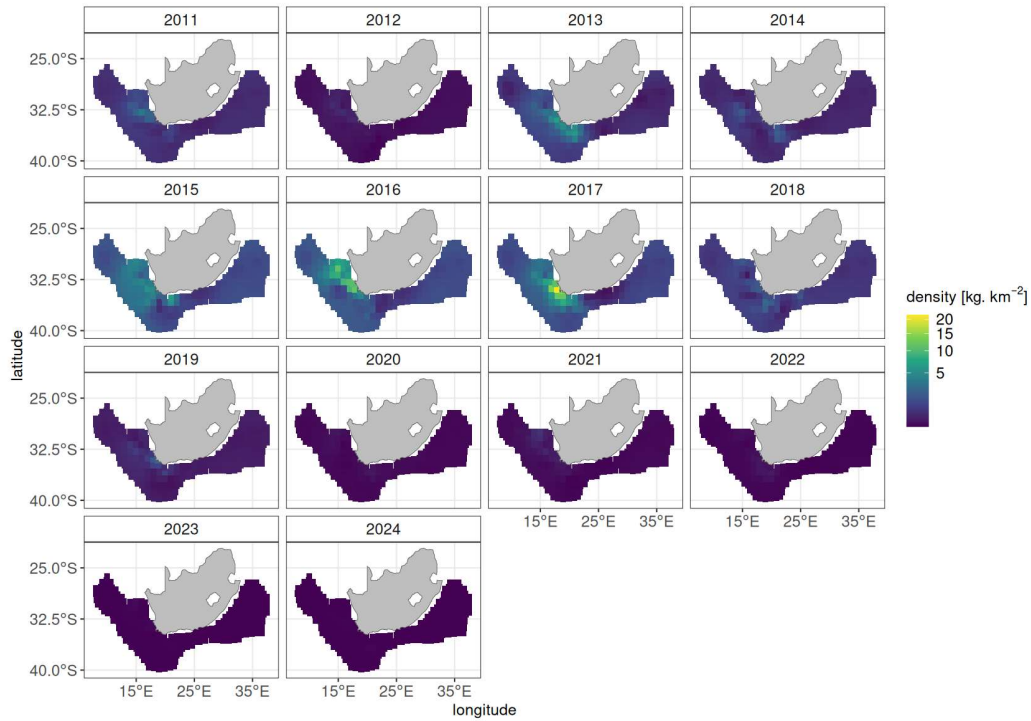 2011 2012 2013 2014
25.0°S
32.5°S
40.0°S
2015 2016 2017 2018
25.0°S
32.5°S
40.0°S
density [kg. km⁻²]
20
10
5
latitude
2019 2020 2021 2022
25.0°S
32.5°S
40.0°S
15°E 25°E 35°E 15°E 25°E 35°E
2023 2024
25.0°S
32.5°S
40.0°S
15°E 25°E 35°E 15°E 25°E 35°E
longitude